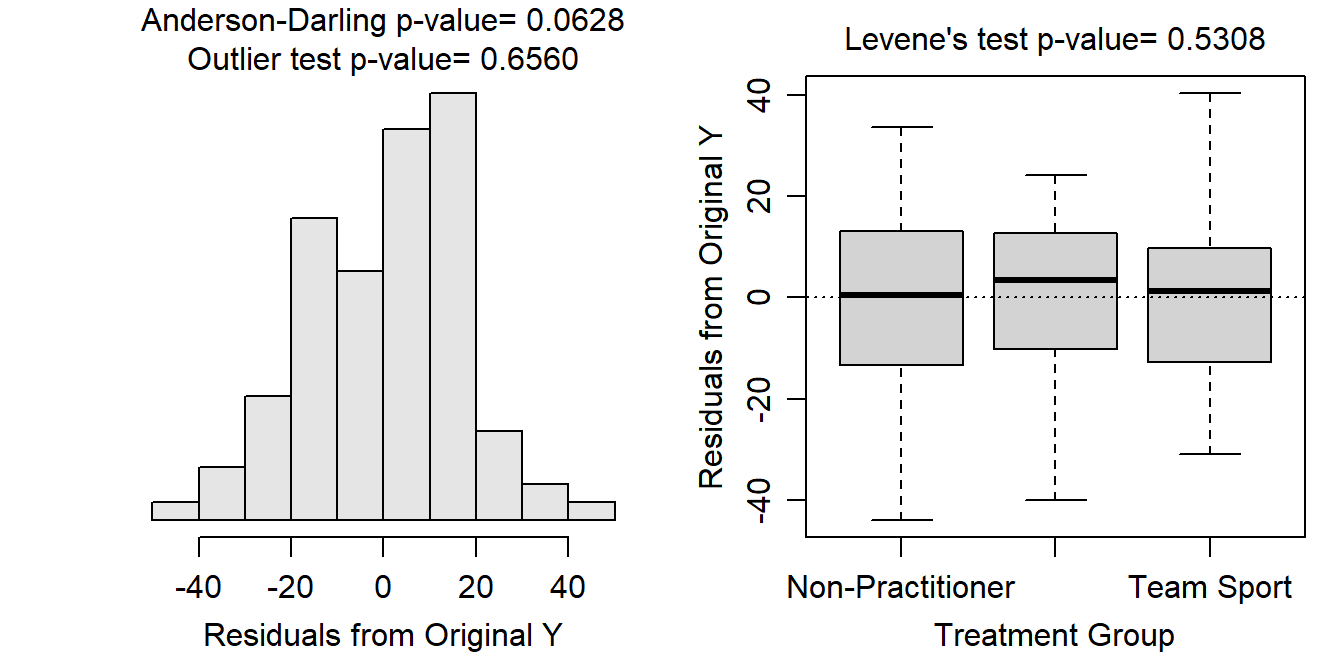 Anderson-Darling p-value= 0.0628
Outlier test p-value= 0.6560
-40 -20 0 20 40
Residuals from Original Y
Levene's test p-value= 0.5308
Residuals from Original Y
40
20
0
-20
-40
Non-Practitioner Team Sport
Treatment Group